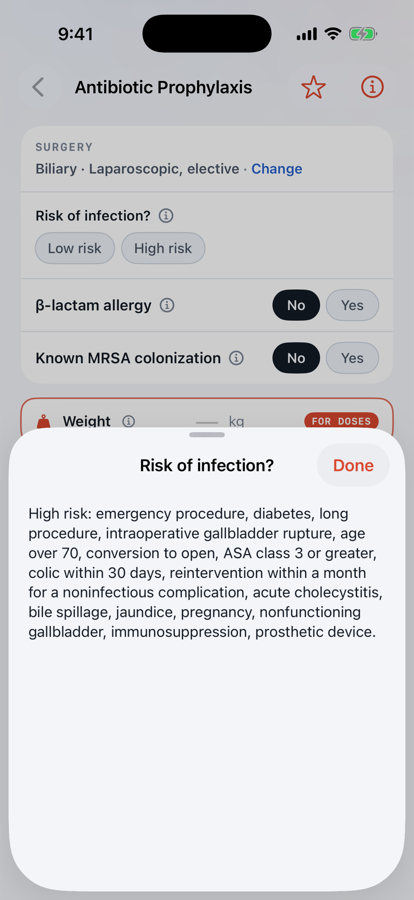 9:41
Antibiotic Prophylaxis
SURGERY
Biliary · Laparoscopic, elective · Change
Risk of infection?
Low risk
High risk
β-lactam allergy
No
Yes
Known MRSA colonization
No
Yes
Weight
kg
FOR DOSES
Risk of infection?
Done
High risk: emergency procedure, diabetes, long
procedure, intraoperative gallbladder rupture, age
over 70, conversion to open, ASA class 3 or greater,
colic within 30 days, reintervention within a month
for a noninfectious complication, acute cholecystitis,
bile spillage, jaundice, pregnancy, nonfunctioning
gallbladder, immunosuppression, prosthetic device.